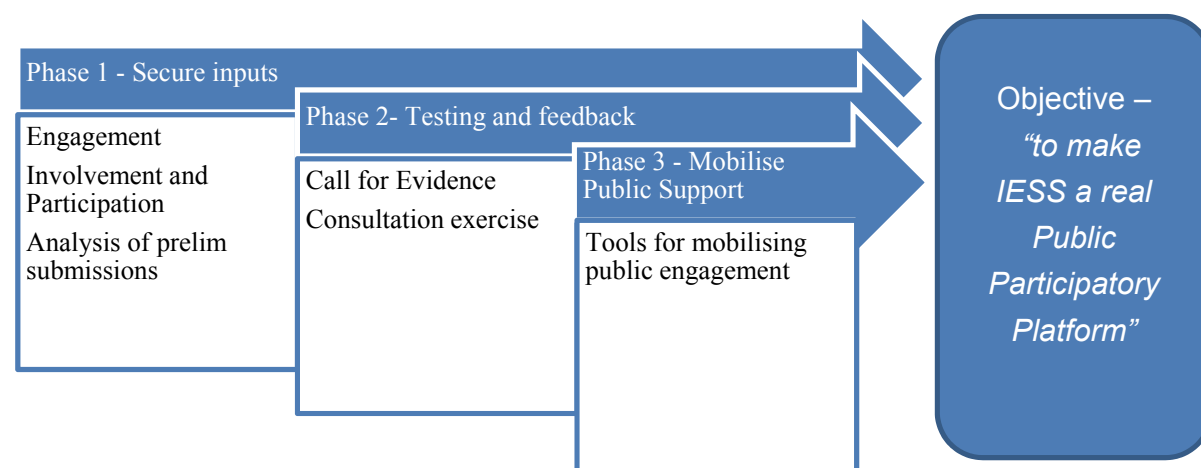 Phase 1 - Secure inputs
Engagement
Involvement and
Participation
Analysis of prelim
submissions
Phase 2- Testing and feedback
Call for Evidence
Consultation exercise
Phase 3 - Mobilise
Public Support
Tools for mobilising
public engagement
Objective –
“to make
IESS a real
Public
Participatory
Platform”